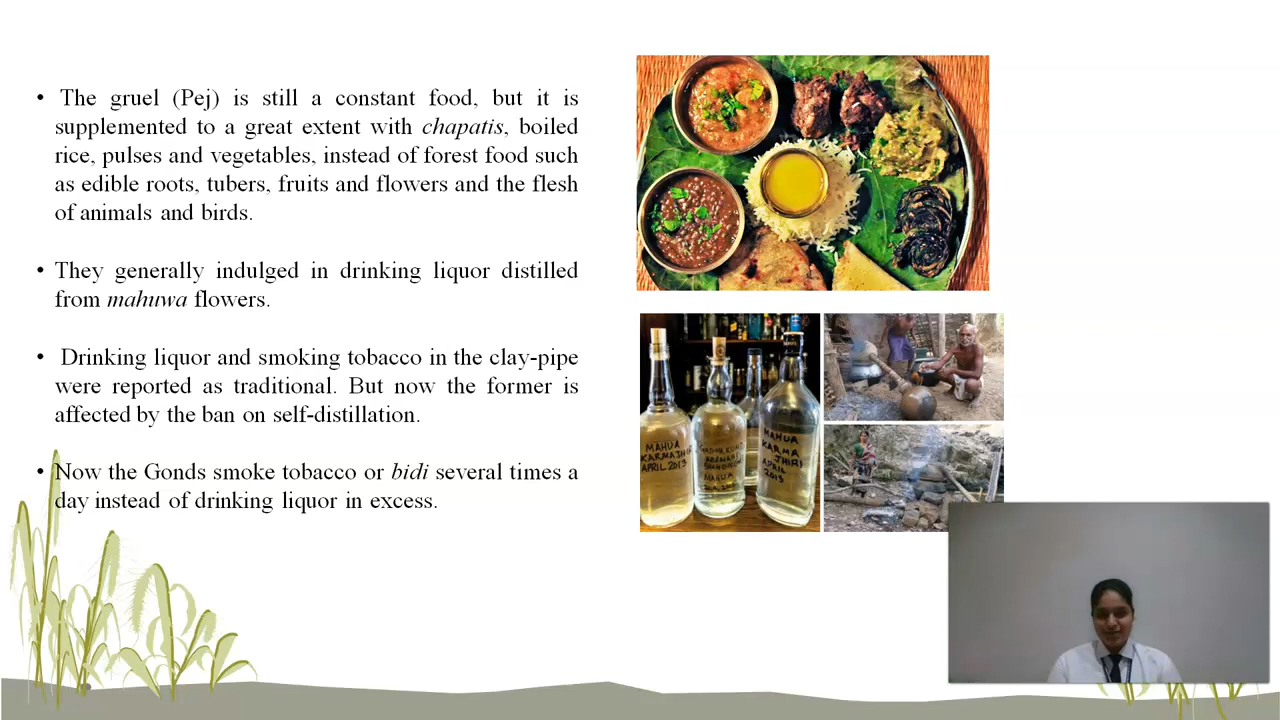 • The gruel (Pej) is still a constant food, but it is
supplemented to a great extent with chapatis, boiled
rice, pulses and vegetables, instead of forest food such
as edible roots, tubers, fruits and flowers and the flesh
of animals and birds.
• They generally indulged in drinking liquor distilled
from mahuwa flowers.
• Drinking liquor and smoking tobacco in the clay-pipe
were reported as traditional. But now the former is
affected by the ban on self-distillation.
• Now the Gonds smoke tobacco or bidi several times a
day instead of drinking liquor in excess.
MAHUA
KARMAJHIRI
APRIL 2013
MAHUA
MAHUA
KARMA
JHIRI
APRIL
2013